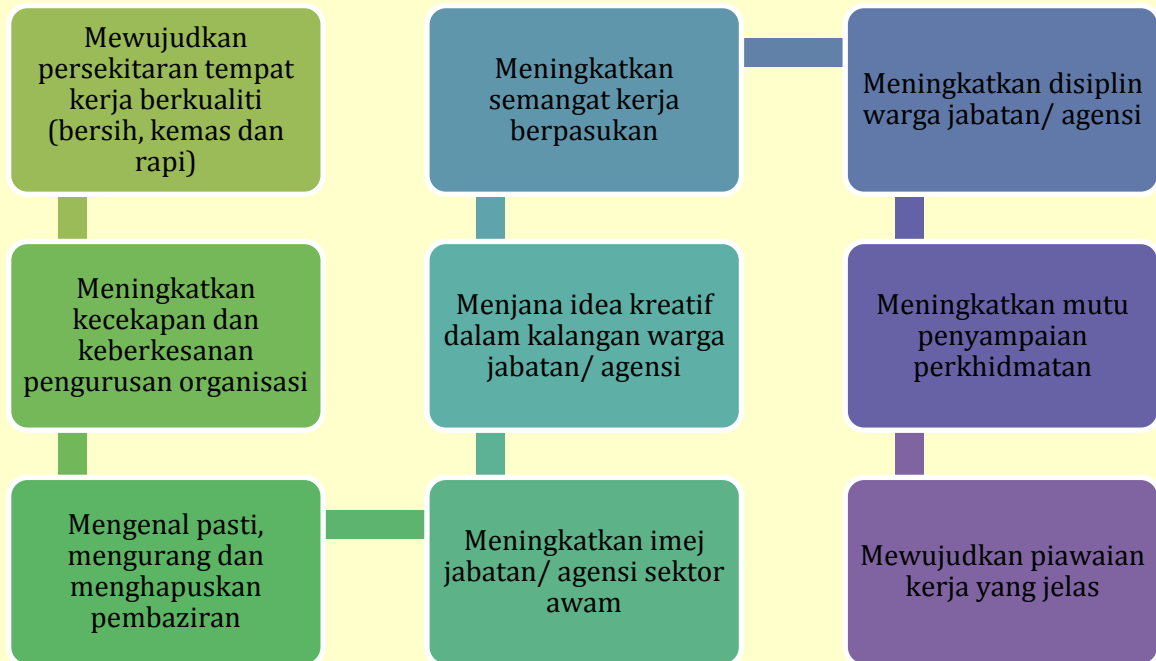 Mewujudkan
persekitaran tempat
kerja berkualiti
(bersih, kemas dan
rapi)
Meningkatkan
kecekapan dan
keberkesanan
pengurusan organisasi
Mengenal pasti,
mengurang dan
menghapuskan
pembaziran
Meningkatkan imej
jabatan/ agensi sektor
awam
Menjana idea kreatif
dalam kalangan warga
jabatan/ agensi
Meningkatkan
semangat kerja
berpasukan
Meningkatkan disiplin
warga jabatan/ agensi
Meningkatkan mutu
penyampaian
perkhidmatan
Mewujudkan piawaian
kerja yang jelas